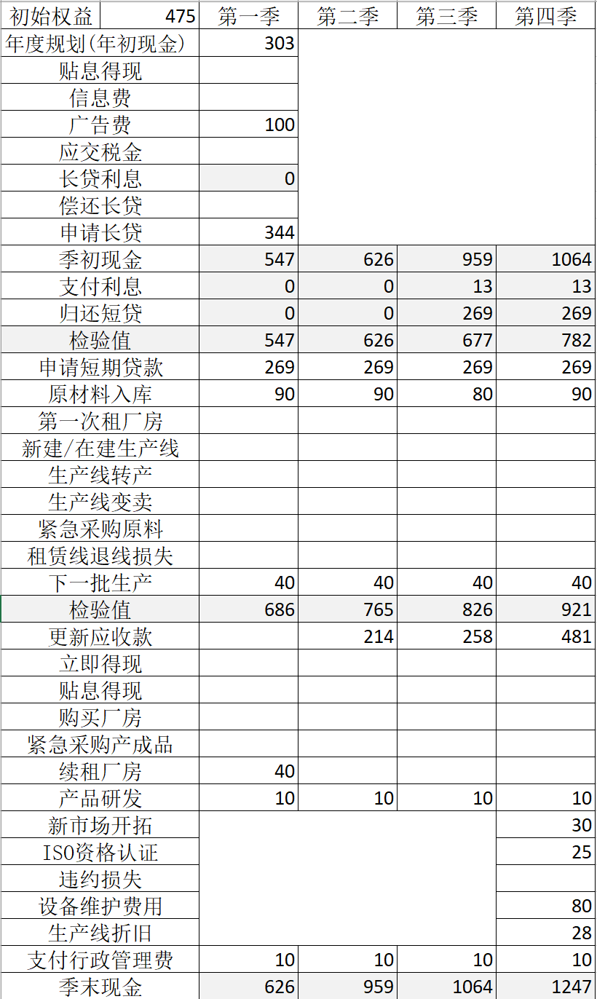 初始权益 475 第一季 第二季 第三季 第四季
年度规划(年初现金) 303
贴息得现
信息费
广告费 100
应交税金
长贷利息 0
偿还长贷
申请长贷 344
季初现金 547 626 959 1064
支付利息 0 0 13 13
归还短贷 0 0 269 269
检验值 547 626 677 782
申请短期贷款 269 269 269 269
原材料入库 90 90 80 90
第一次租厂房
新建/在建生产线
生产线转产
生产线变卖
紧急采购原料
租赁线退线损失
下一批生产 40 40 40 40
检验值 686 765 826 921
更新应收款 214 258 481
立即得现
贴息得现
购买厂房
紧急采购产成品
续租厂房 40
产品研发 10 10 10 10
新市场开拓 30
ISO资格认证 25
违约损失
设备维护费用 80
生产线折旧 28
支付行政管理费 10 10 10 10
季末现金 626 959 1064 1247